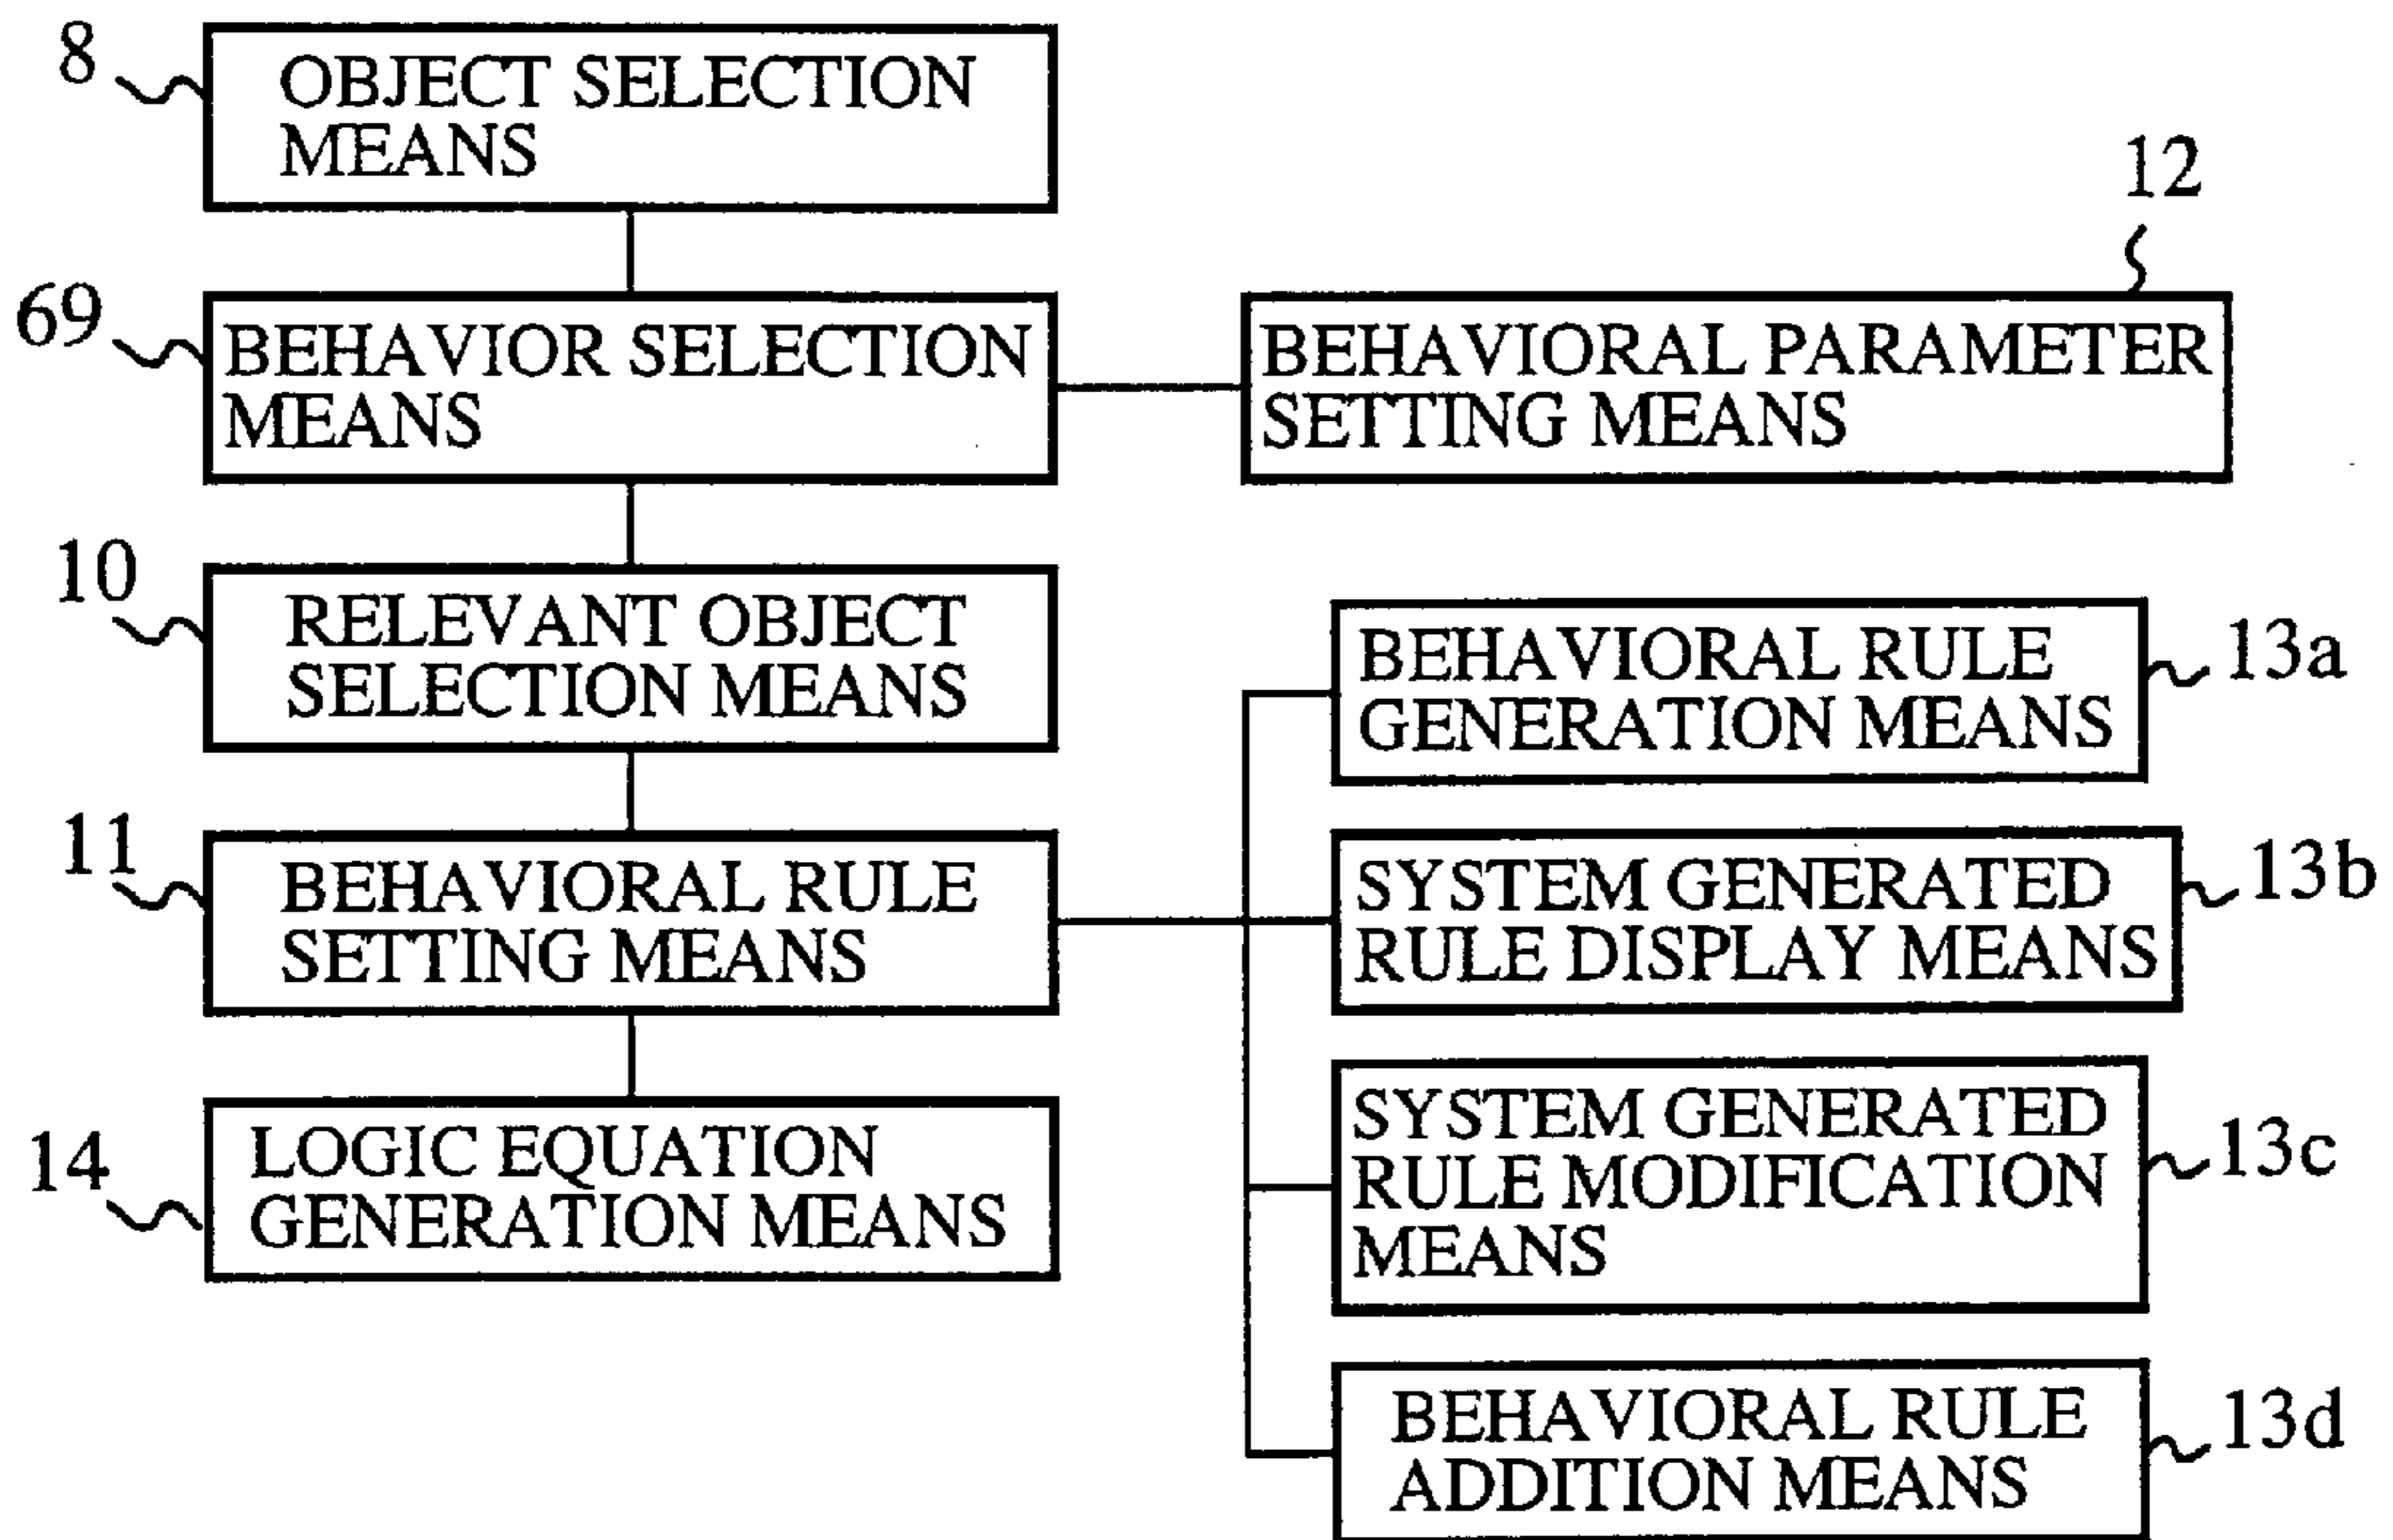 8
OBJECT SELECTION
MEANS
12
69
BEHAVIOR SELECTION
MEANS
BEHAVIORAL PARAMETER
SETTING MEANS
10
RELEVANT OBJECT
SELECTION MEANS
BEHAVIORAL RULE
GENERATION MEANS
13a
11
BEHAVIORAL RULE
SETTING MEANS
SYSTEM GENERATED
RULE DISPLAY MEANS
13b
14
LOGIC EQUATION
GENERATION MEANS
SYSTEM GENERATED
RULE MODIFICATION
MEANS
13c
BEHAVIORAL RULE
ADDITION MEANS
13d